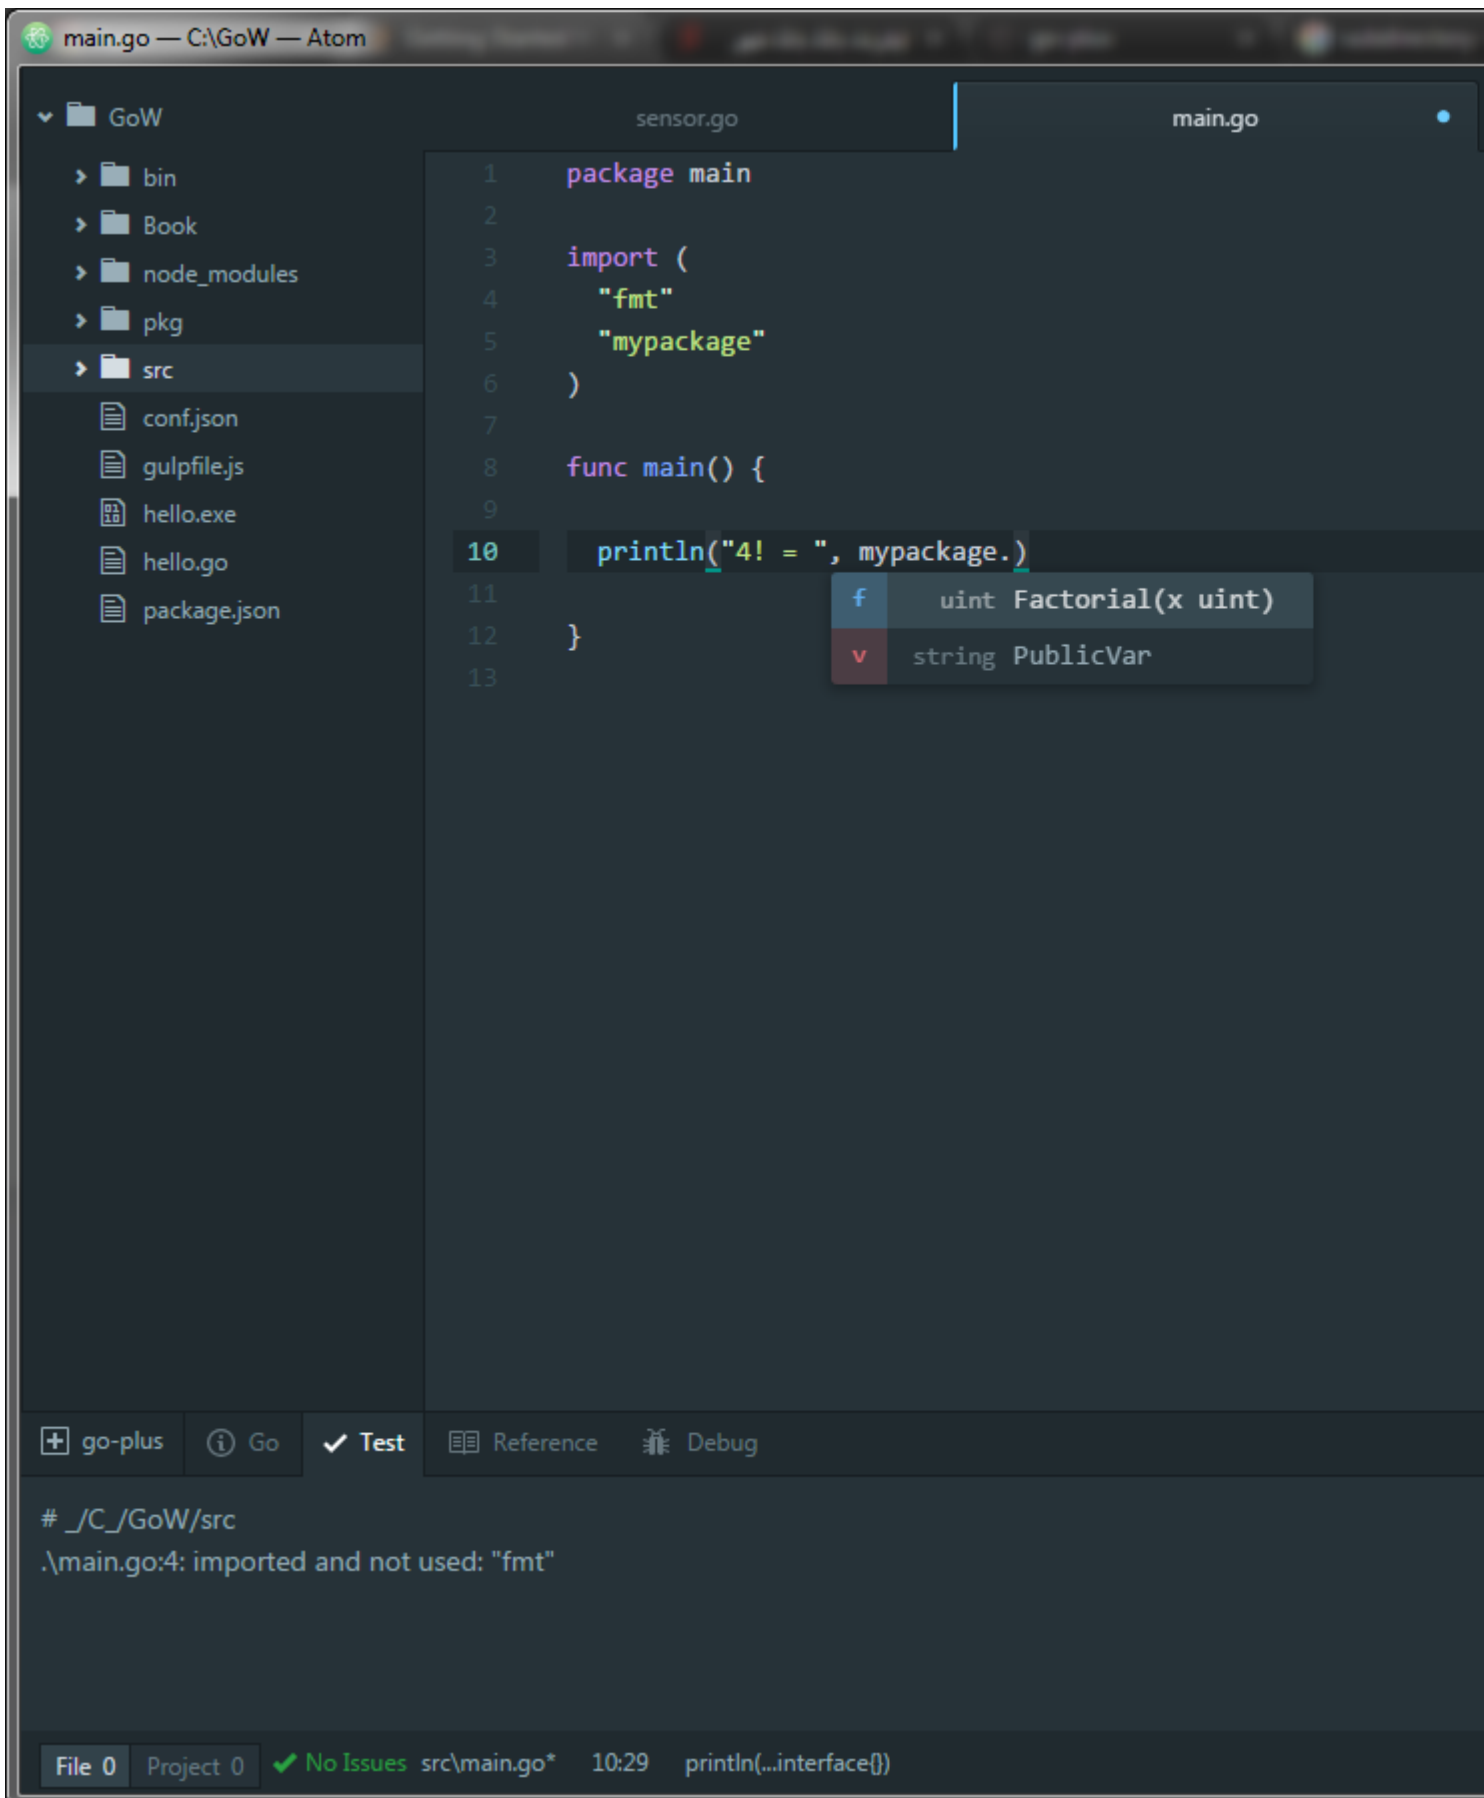 main.go — C:\GoW — Atom
GoW
bin
Book
node_modules
pkg
src
conf.json
gulpfile.js
hello.exe
hello.go
package.json
sensor.go
main.go
1 package main
2
3 import (
4 "fmt"
5 "mypackage"
6 )
7
8 func main() {
9
10 println("4! = ", mypackage.)
11
12 }
13
f uint Factorial(x uint)
v string PublicVar
go-plus Go Test Reference Debug
# _/C_/GoW/src
.\main.go:4: imported and not used: "fmt"
File 0 Project 0 No Issues src\main.go* 10:29 println(...interface{})